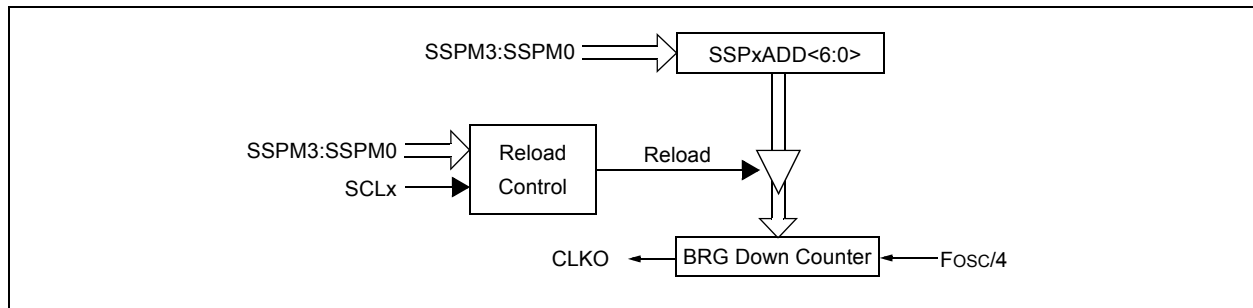 SSPM3:SSPM0
SSPxADD<6:0>
SSPM3:SSPM0
SCLx
Reload
Control
Reload
CLKO
BRG Down Counter
FOSC/4